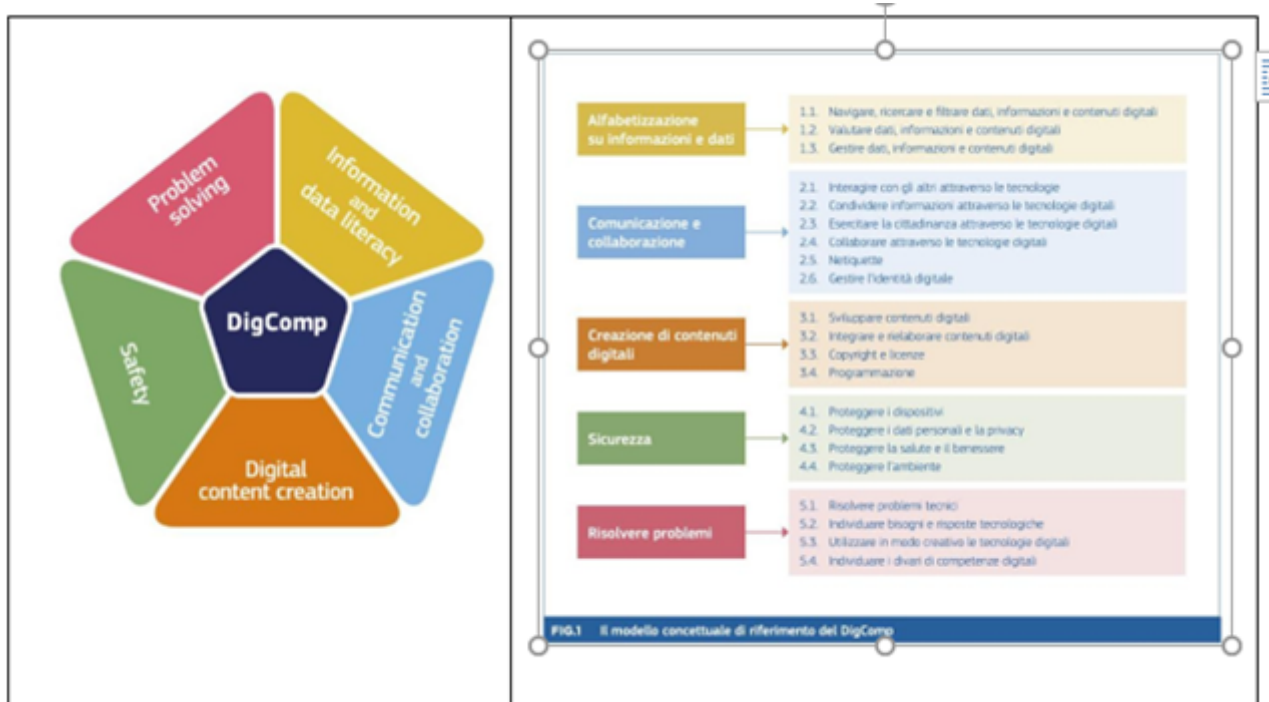 Problem
solving
Information
and
data literacy
DigComp
Safety
Communication
and
collaboration
Digital
content creation
Alfabetizzazione
su informazioni e dati
1.1. Navigare, ricercare e filtrare dati, informazioni e contenuti digitali
1.2. Valutare dati, informazioni e contenuti digitali
1.3. Gestire dati, informazioni e contenuti digitali
Comunicazione e
collaborazione
2.1. Interagire con gli altri attraverso le tecnologie
2.2. Condividere informazioni attraverso le tecnologie digitali
2.3. Esercitare la cittadinanza attraverso le tecnologie digitali
2.4. Collaborare attraverso le tecnologie digitali
2.5. Netiquette
2.6. Gestire l'identità digitale
Creazione di contenuti
digitali
3.1. Sviluppare contenuti digitali
3.2. Integrare e rielaborare contenuti digitali
3.3. Copyright e licenze
3.4. Programmazione
Sicurezza
4.1. Proteggere i dispositivi
4.2. Proteggere i dati personali e la privacy
4.3. Proteggere la salute e il benessere
4.4. Proteggere l'ambiente
Risolvere problemi
5.1. Risolvere problemi tecnici
5.2. Individuare bisogni e risposte tecnologiche
5.3. Utilizzare in modo creativo le tecnologie digitali
5.4. Individuare i divari di competenze digitali
FIG.1 Il modello concettuale di riferimento del DigComp